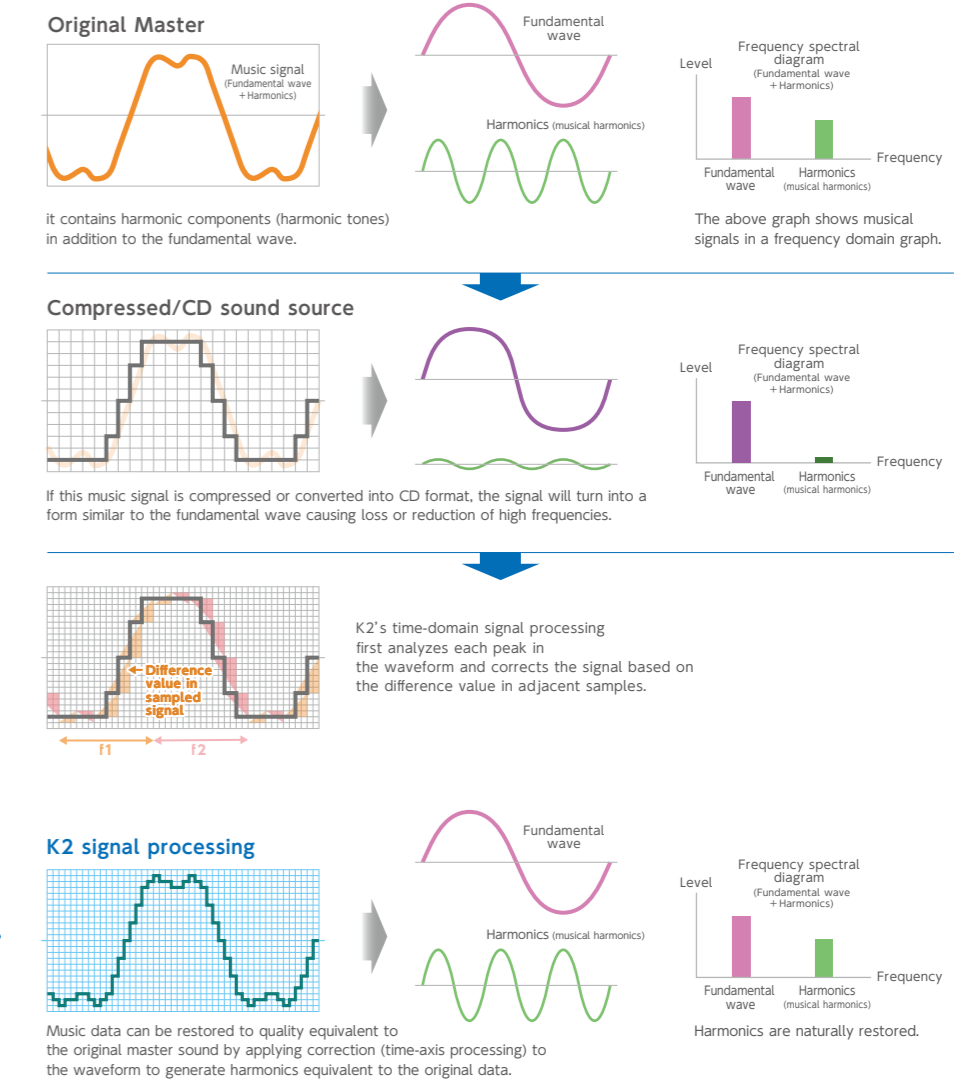 Original Master
Music signal
(Fundamental wave
+Harmonics)
Fundamental
wave
Harmonics (musical harmonics)
Frequency spectral
diagram
(Fundamental wave
+Harmonics)
Level
Frequency
Fundamental
wave
Harmonics
(musical harmonics)
it contains harmonic components (harmonic tones)
in addition to the fundamental wave.
The above graph shows musical
signals in a frequency domain graph.
Compressed/CD sound source
Frequency spectral
diagram
(Fundamental wave
+Harmonics)
Level
Frequency
Fundamental
wave
Harmonics
(musical harmonics)
If this music signal is compressed or converted into CD format, the signal will turn into a
form similar to the fundamental wave causing loss or reduction of high frequencies.
Difference
value in
sampled
signal
f1
f2
K2's time-domain signal processing
first analyzes each peak in
the waveform and corrects the signal based on
the difference value in adjacent samples.
K2 signal processing
Fundamental
wave
Harmonics (musical harmonics)
Frequency spectral
diagram
(Fundamental wave
+Harmonics)
Level
Frequency
Fundamental
wave
Harmonics
(musical harmonics)
Music data can be restored to quality equivalent to
the original master sound by applying correction (time-axis processing) to
the waveform to generate harmonics equivalent to the original data.
Harmonics are naturally restored.